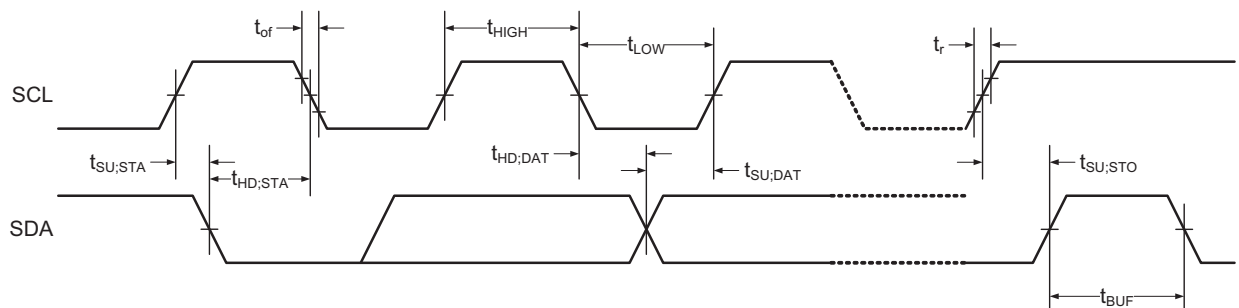 tof
tHIGH
tLOW
tr
SCL
tSU;STA
tHD;STA
tHD;DAT
tSU;DAT
tSU;STO
SDA
tBUF